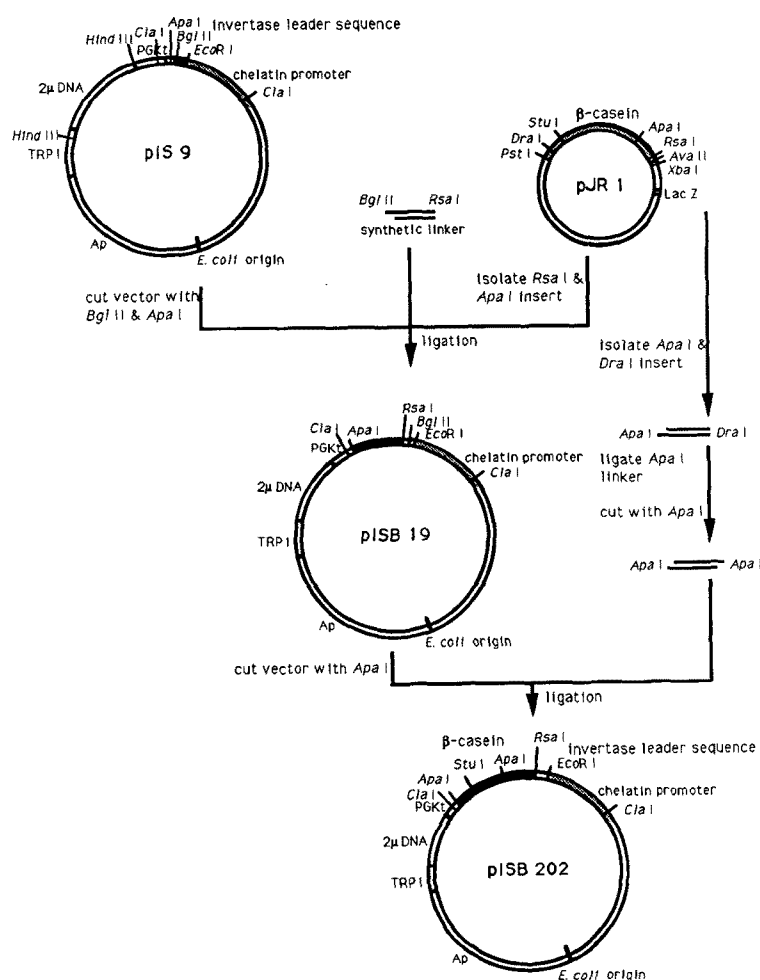 Apa I
invertase leader sequence
Cla I
Bgl II
Hind III
PGKt
EcoR I
chelatin promoter
2μ DNA
Cla I
Hind III
TRP I
pIS 9
Ap
E. coli origin
β-casein
Stu I
Apa I
Dra I
Rsa I
Pst I
Ava II
Xba I
pJR 1
Lac Z
Bgl II
Rsa I
synthetic linker
cut vector with
Bgl II & Apa I
isolate Rsa I &
Apa I insert
ligation
isolate Apa I &
Dra I insert
Rsa I
Cla I
Apa I
Bgl II
EcoR I
PGKt
chelatin promoter
Cla I
2μ DNA
TRP I
pISB 19
Ap
E. coli origin
Apa I
Dra I
ligate Apa I
linker
cut with Apa I
Apa I
Apa I
cut vector with Apa I
ligation
β-casein
Rsa I
Apa I
invertase leader sequence
Stu I
EcoR I
Apa I
Cla I
PGKt
chelatin promoter
Cla I
2μ DNA
TRP I
pISB 202
Ap
E. coli origin